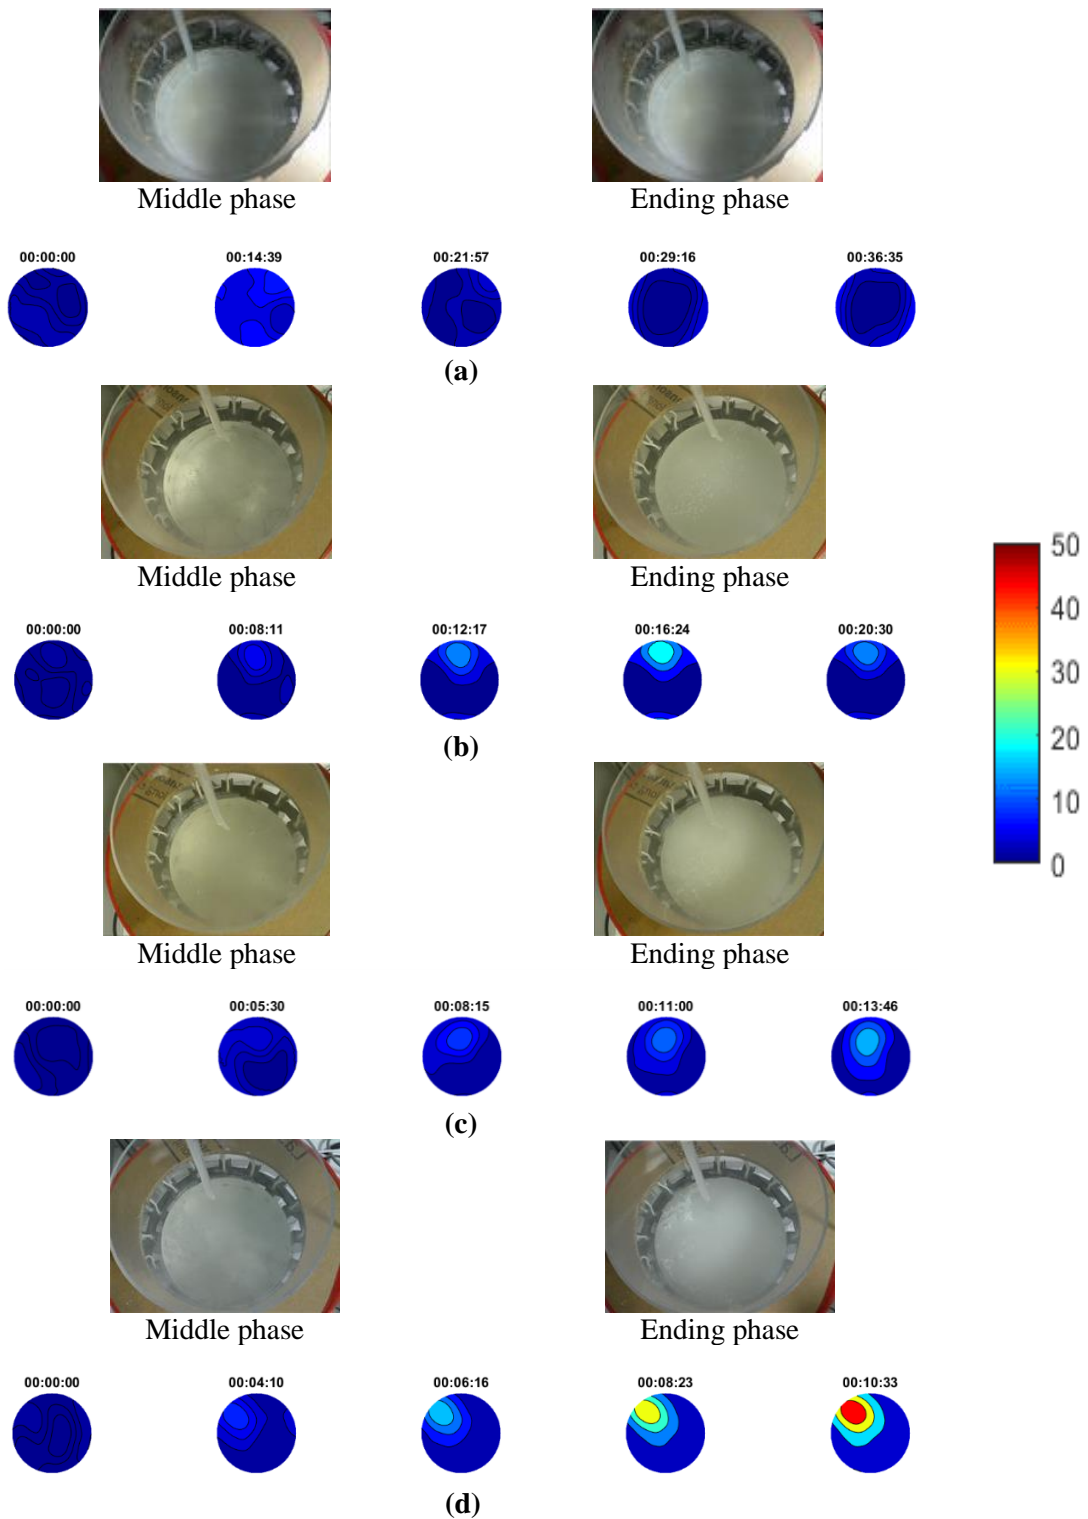 Middle phase Ending phase
00:00:00 00:14:39 00:21:57 00:29:16 00:36:35
(a)
Middle phase Ending phase
00:00:00 00:08:11 00:12:17 00:16:24 00:20:30
(b)
Middle phase Ending phase
00:00:00 00:05:30 00:08:15 00:11:00 00:13:46
(c)
Middle phase Ending phase
00:00:00 00:04:10 00:06:16 00:08:23 00:10:33
(d)
50
40
30
20
10
0